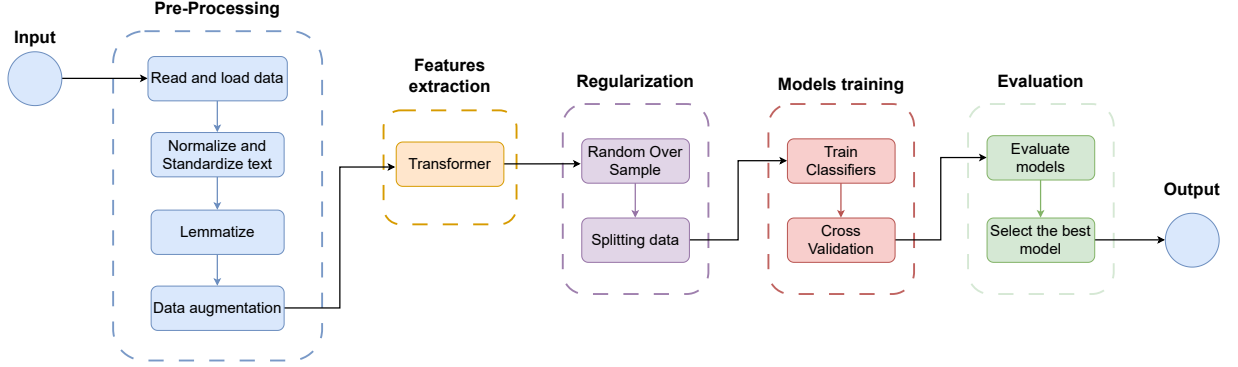 Input
Pre-Processing
Read and load data
Normalize and
Standardize text
Lemmatize
Data augmentation
Features
extraction
Transformer
Regularization
Random Over
Sample
Splitting data
Models training
Train
Classifiers
Cross
Validation
Evaluation
Evaluate
models
Select the best
model
Output